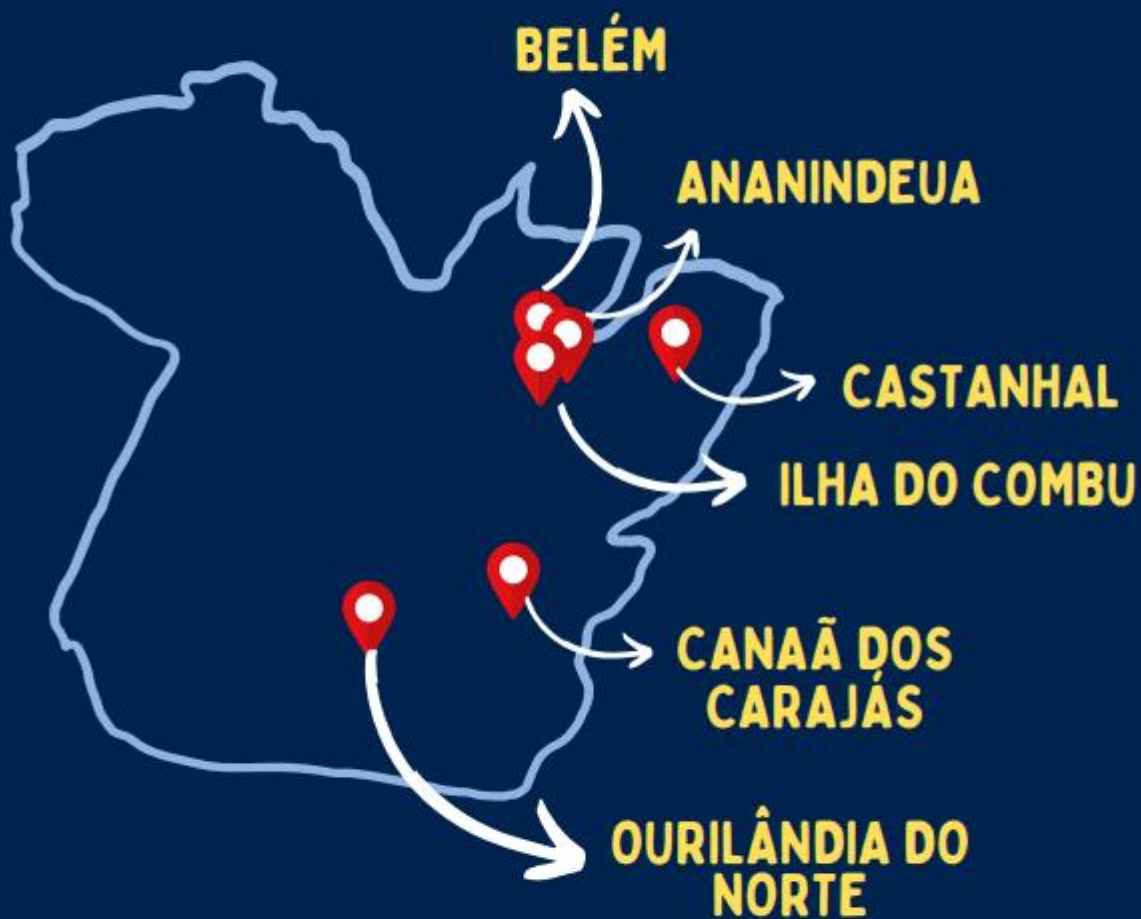 BELÉM
ANANINDEUA
CASTANHAL
ILHA DO COMBU
CANAÃ DOS
CARAJÁS
OURILÂNDIA DO
NORTE